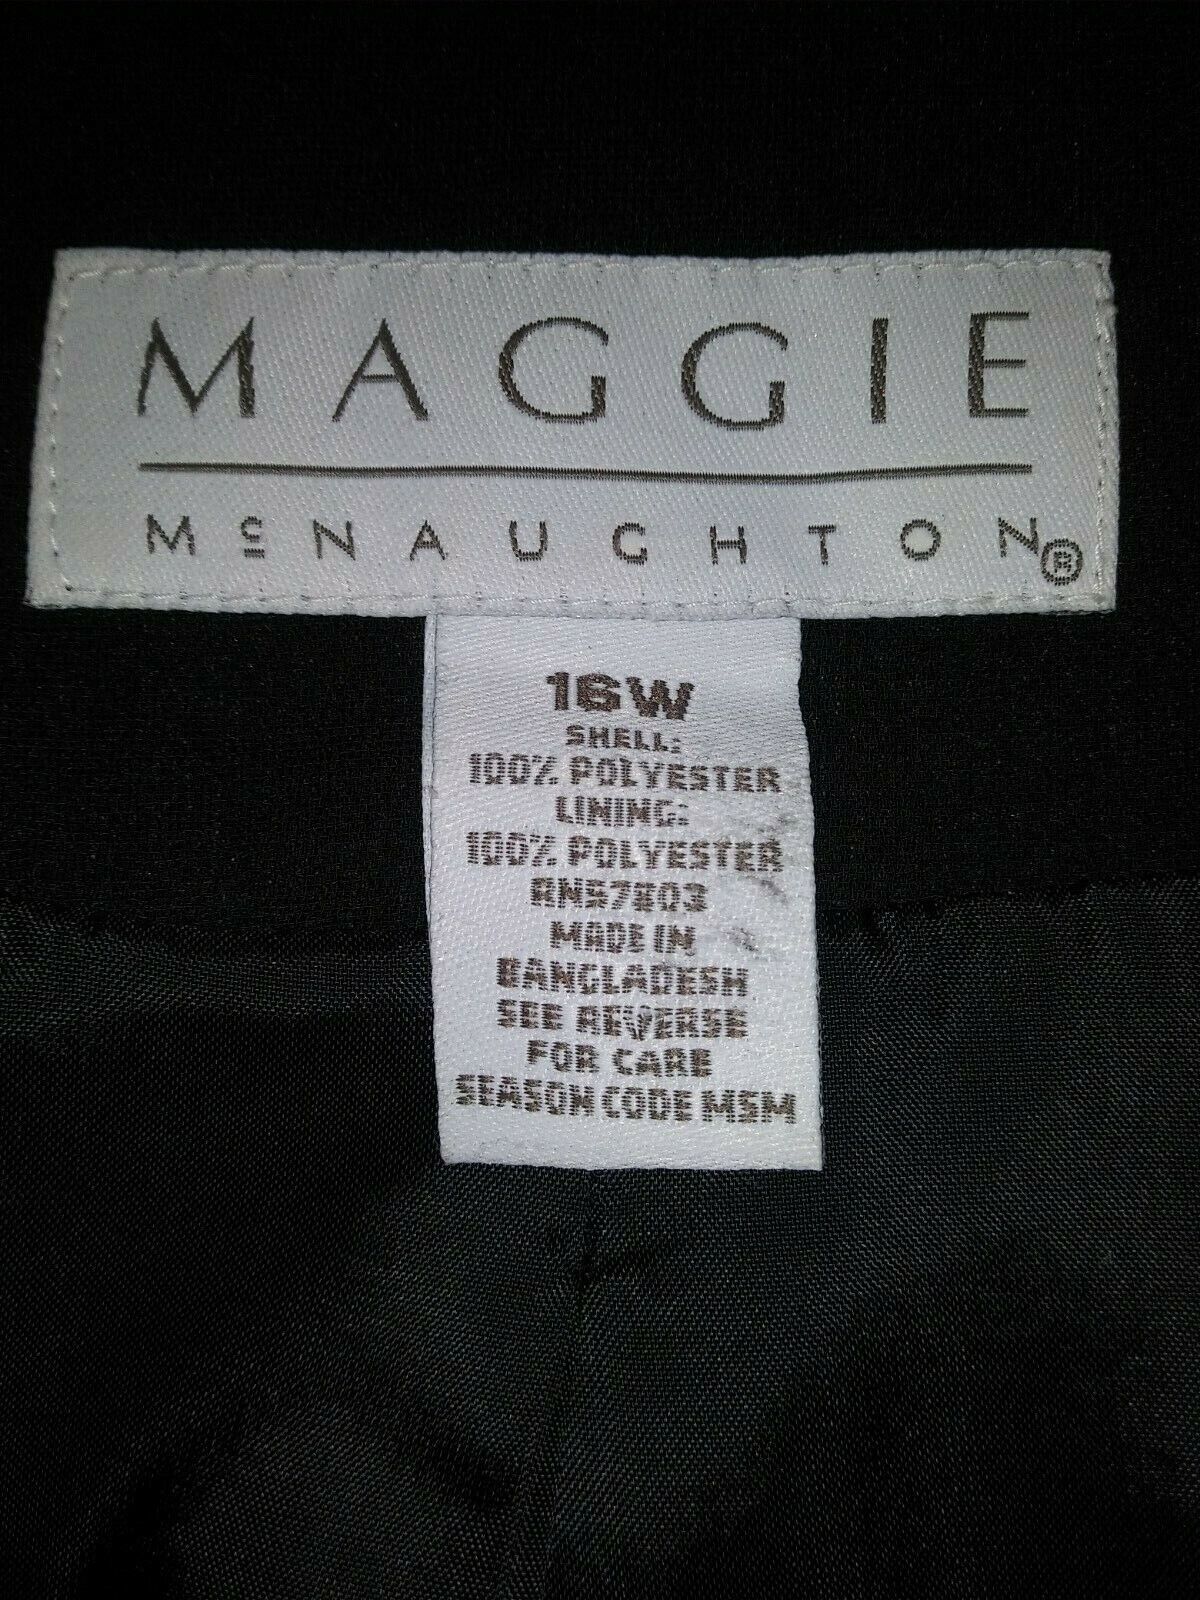 MAGGIE
McNAUGHTON®
16W
SHELL:
100% POLYESTER
LINING:
100% POLYESTER
RN57803
MADE IN
BANGLADESH
SEE REVERSE
FOR CARE
SEASON CODE MSM